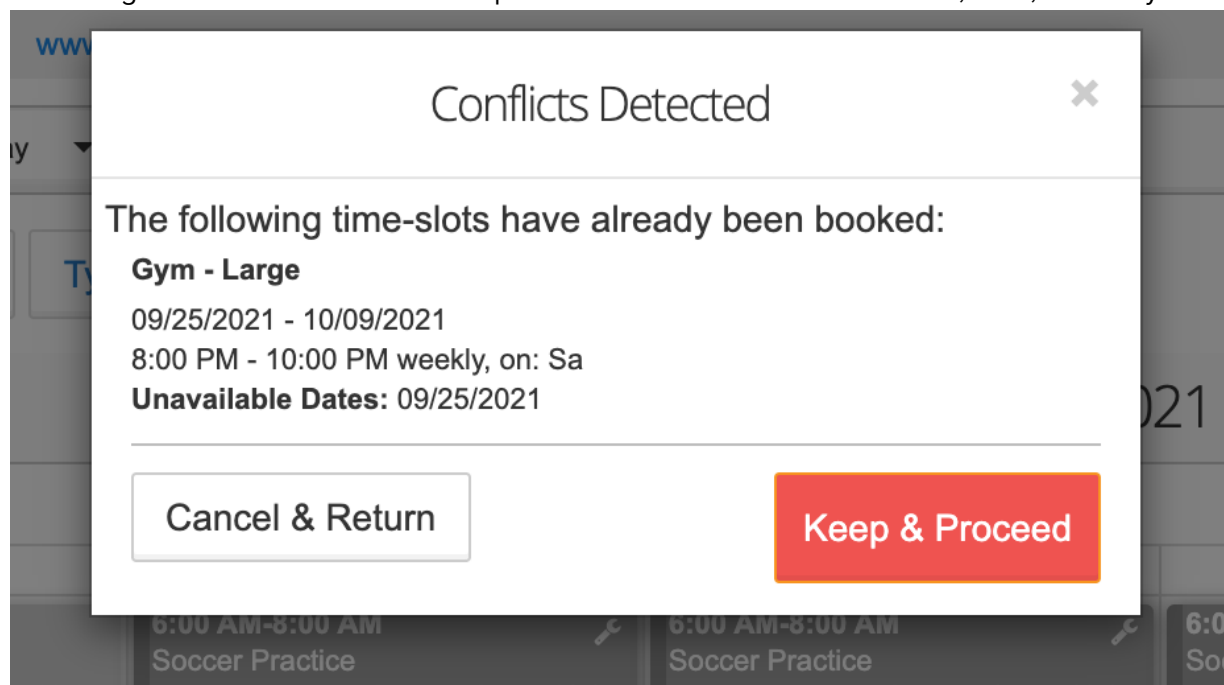 www
Conflicts Detected
The following time-slots have already been booked:
Gym - Large
09/25/2021 - 10/09/2021
8:00 PM - 10:00 PM weekly, on: Sa
Unavailable Dates: 09/25/2021
Cancel & Return
Keep & Proceed
021
6:00 AM-8:00 AM
Soccer Practice
6:00 AM-8:00 AM
Soccer Practice